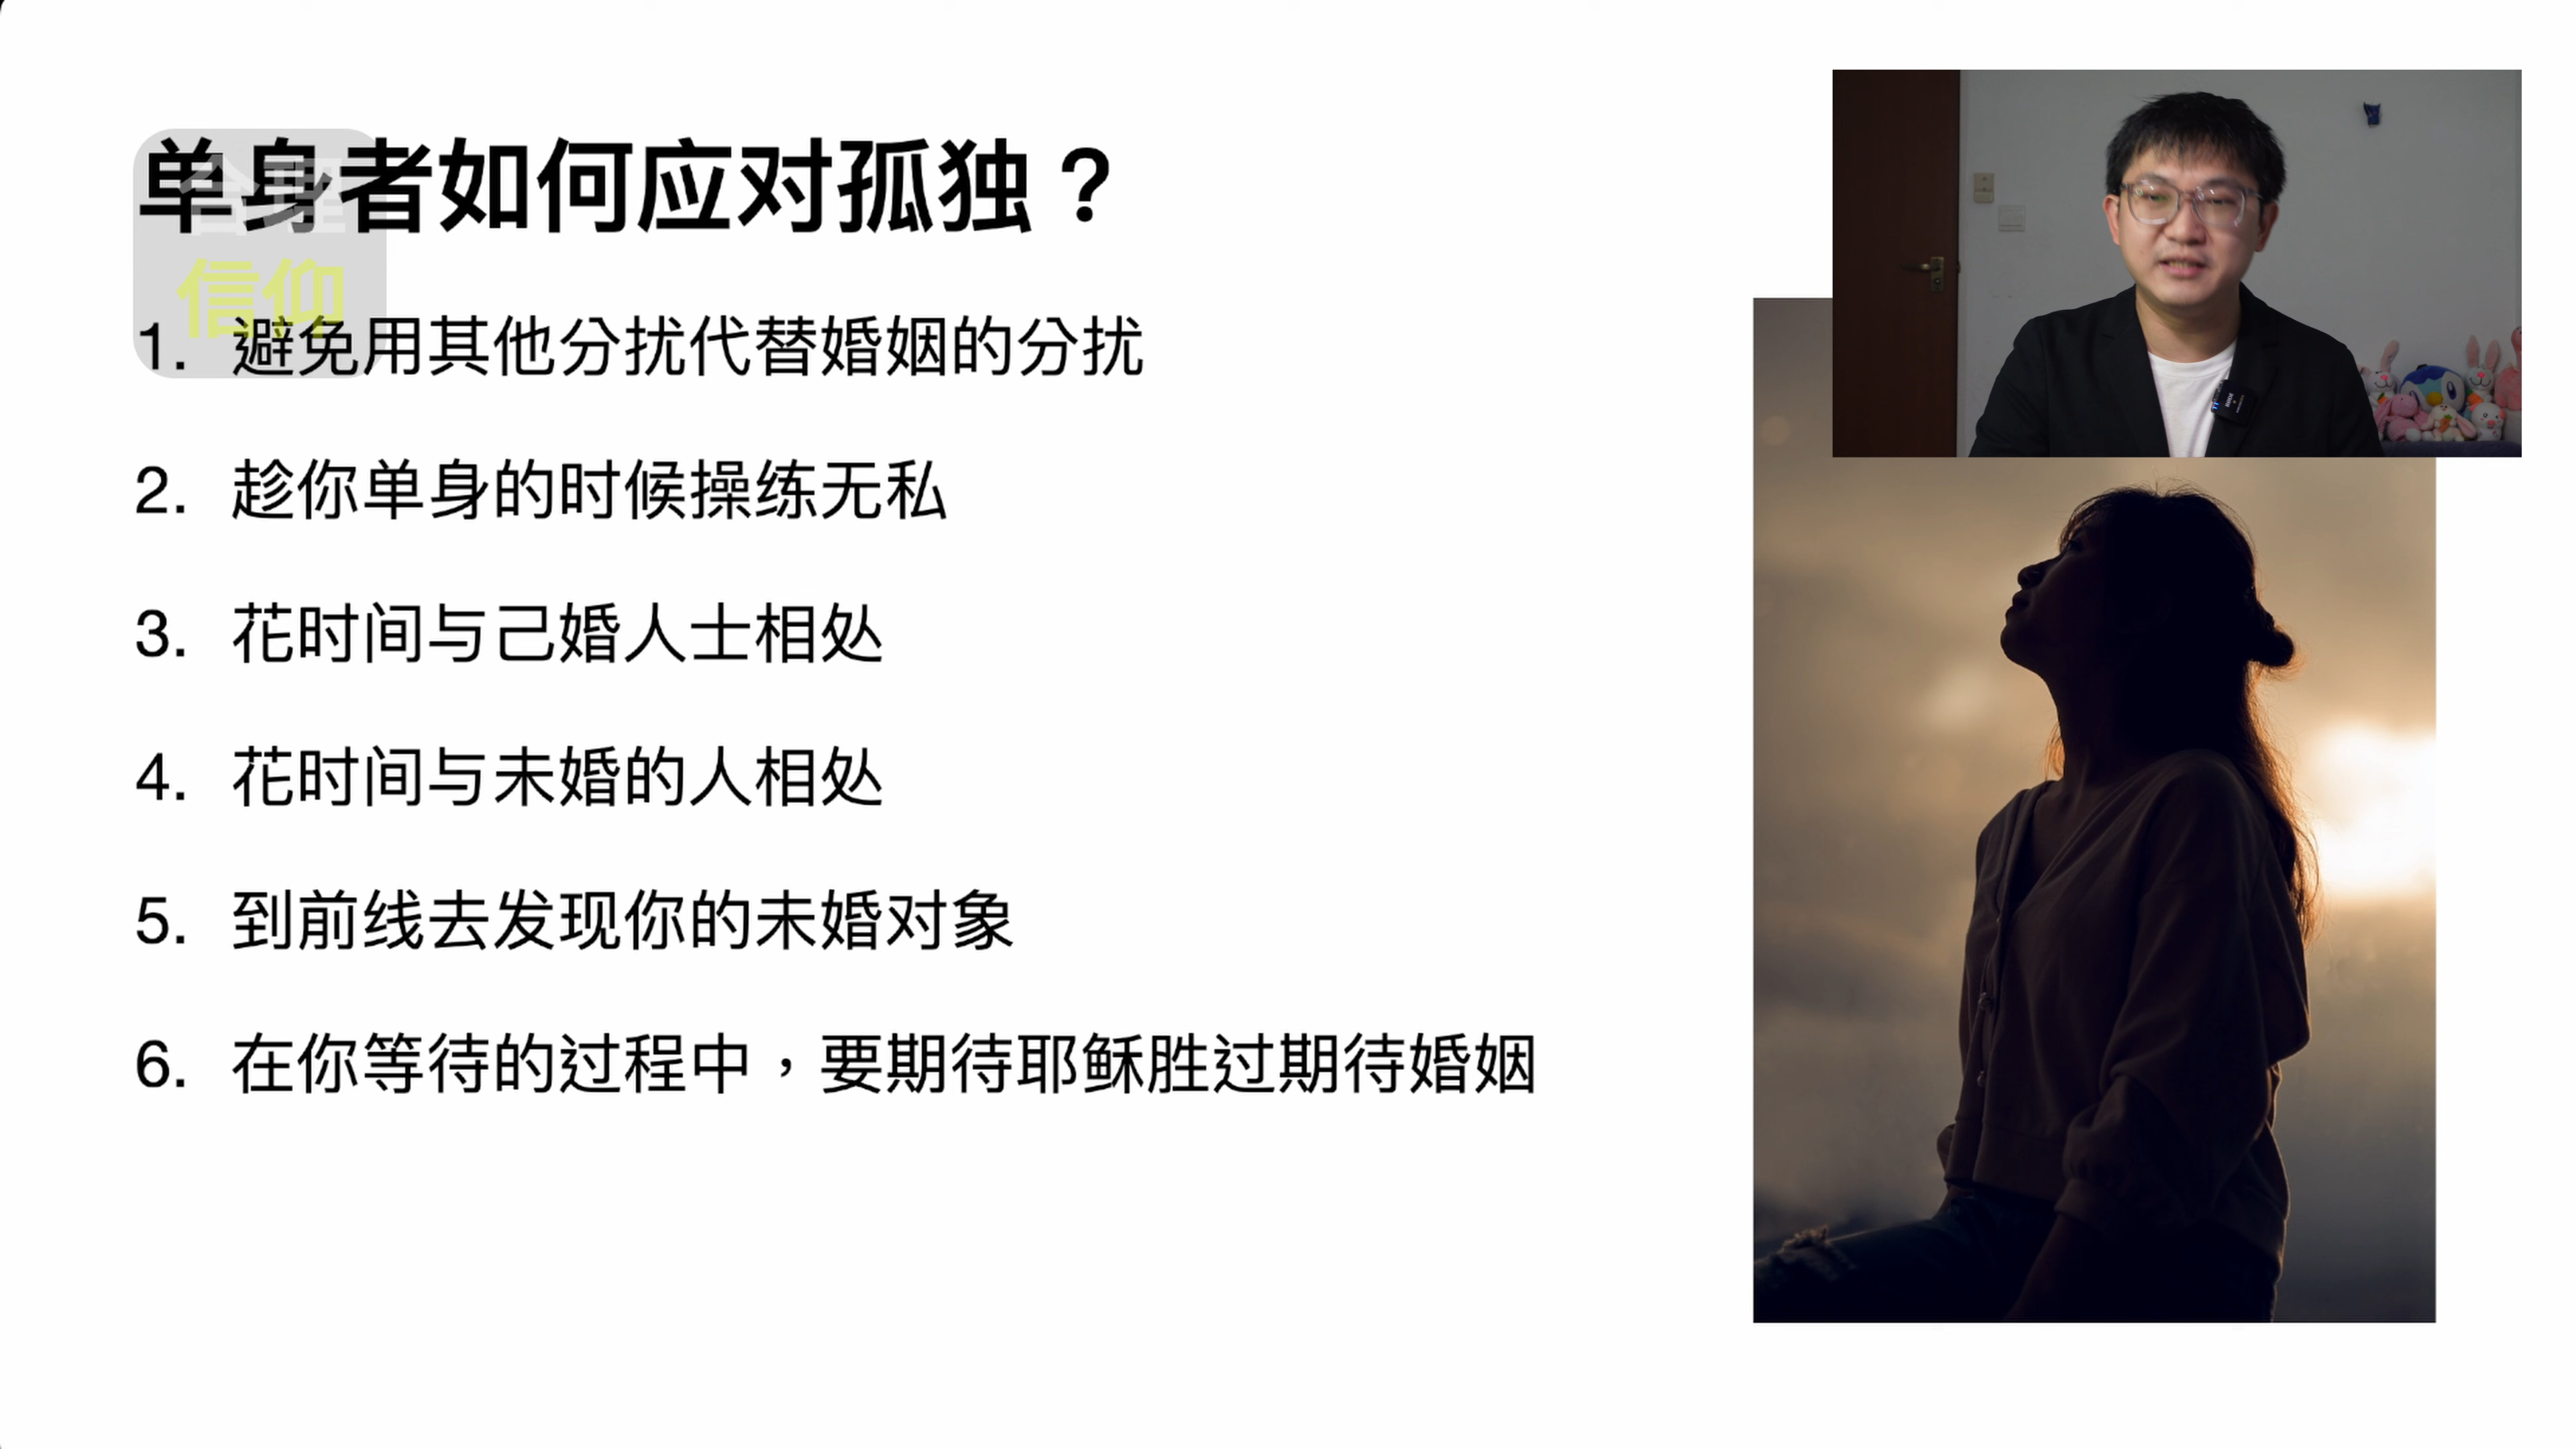 单身者如何应对孤独？
合理
信仰
1. 避免用其他分扰代替婚姻的分扰
2. 趁你单身的时候操练无私
3. 花时间与已婚人士相处
4. 花时间与未婚的人相处
5. 到前线去发现你的未婚对象
6. 在你等待的过程中，要期待耶稣胜过期待婚姻